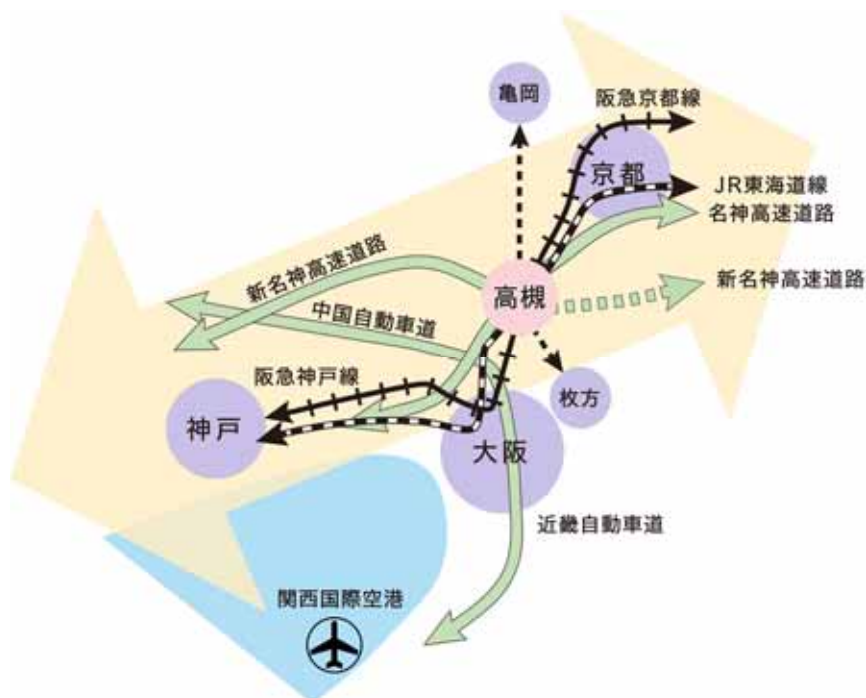 亀岡
阪急京都線
京都
JR東海道線
名神高速道路
新名神高速道路
新名神高速道路
高槻
中国自動車道
阪急神戸線
枚方
神戸
大阪
近畿自動車道
関西国際空港